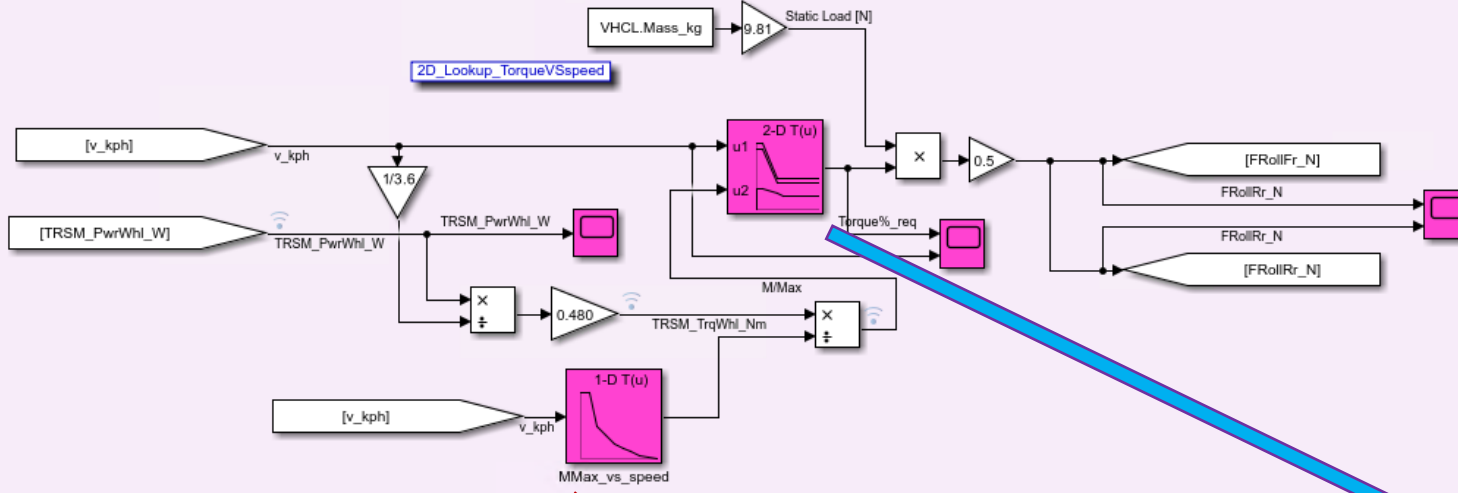 Static Load [N]
VHCL.Mass_kg
9.81
2D_Lookup_TorqueVSspeed
2-D T(u)
[v_kph]
v_kph
u1
×
0.5
[FRollFr_N]
1/3.6
u2
FRollRr_N
[TRSM_PwrWhl_W]
TRSM_PwrWhl_W
TRSM_PwrWhl_W
Torque%_req
FRollRr_N
[FRollRr_N]
M/Max
×
÷
0.480
TRSM_TrqWhl_Nm
×
÷
1-D T(u)
[v_kph]
v_kph
MMax_vs_speed